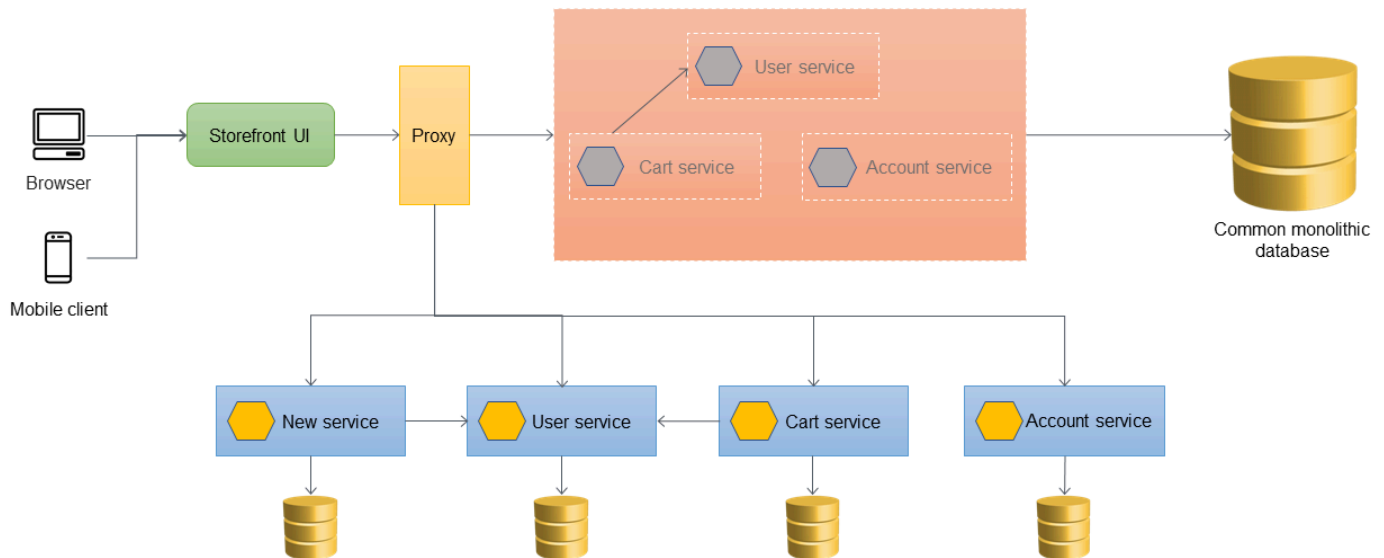 User service
Storefront UI
Proxy
Cart service
Account service
Browser
Common monolithic
database
Mobile client
New service
User service
Cart service
Account service